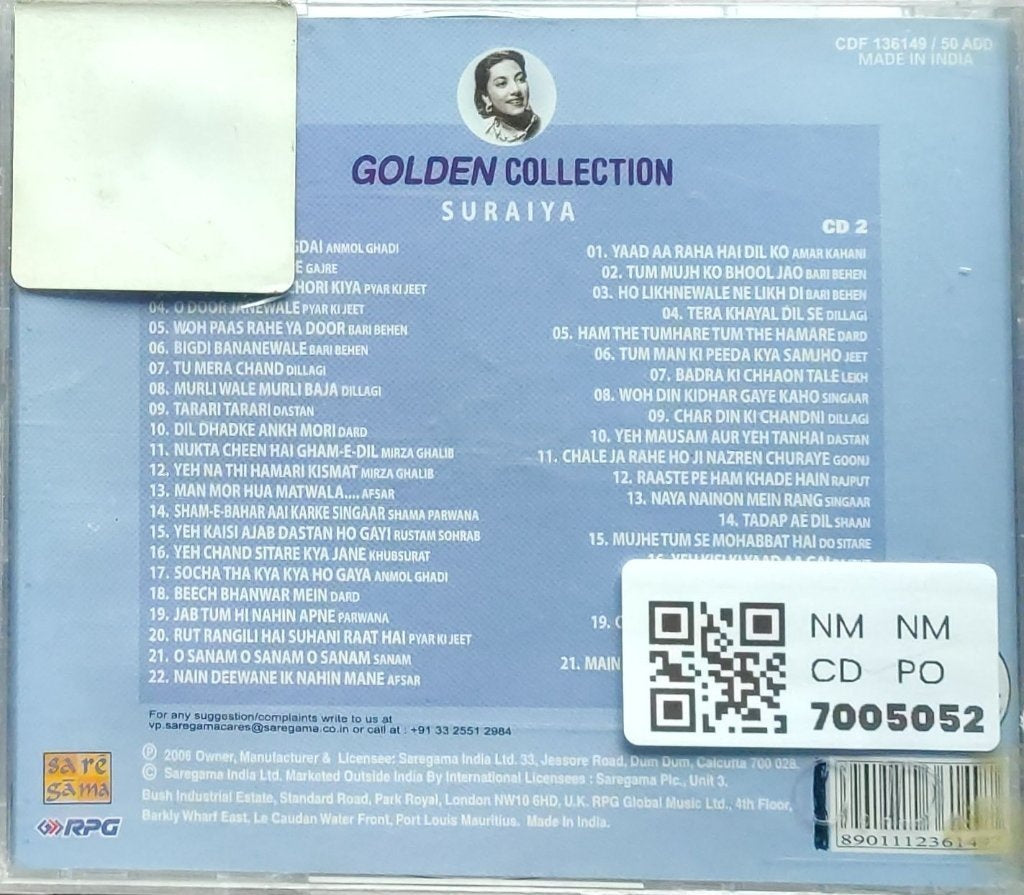 CDF 136149 / 50 ADD
MADE IN INDIA
GOLDEN COLLECTION
SURAIYA
ANMOL GHADI
GAJRE
CHORI KIYA PYAR KI JEET
04. O DOOR JANEWALE PYAR KI JEET
05. WOH PAAS RAHE YA DOOR BARI BEHEN
06. BIGDI BANANEWALE BARI BEHEN
07. TU MERA CHAND DILLAGI
08. MURLI WALE MURLI BAJA DILLAGI
09. TARARI TARARI DASTAN
10. DIL DHADKE ANKH MORI DARD
11. NUKTA CHEEN HAI GHAM-E-DIL MIRZA GHALIB
12. YEH NA THI HAMARI KISMAT MIRZA GHALIB
13. MAN MOR HUA MATWALA.... AFSAR
14. SHAM-E-BAHAR AAI KARKE SINGAAR SHAMA PARWANA
15. YEH KAISI AJAB DASTAN HO GAYI RUSTAM SOHRAB
16. YEH CHAND SITARE KYA JANE KHUBSURAT
17. SOCHA THA KYA KYA HO GAYA ANMOL GHADI
18. BEECH BHANWAR MEIN DARD
19. JAB TUM HI NAHIN APNE PARWANA
20. RUT RANGILI HAI SUHANI RAAT HAI PYAR KI JEET
21. O SANAM O SANAM O SANAM SANAM
22. NAIN DEEWANE IK NAHIN MANE AFSAR
CD 2
01. YAAD AA RAHA HAI DIL KO AMAR KAHANI
02. TUM MUJH KO BHOOL JAO BARI BEHEN
03. HO LIKHNEWALE NE LIKH DI BARI BEHEN
04. TERA KHAYAL DIL SE DILLAGI
05. HAM THE TUMHARE TUM THE HAMARE DARD
06. TUM MAN KI PEEDA KYA SAMJHO JEET
07. BADRA KI CHHAON TALE LEKH
08. WOH DIN KIDHAR GAYE KAHO SINGAAR
09. CHAR DIN KI CHANDNI DILLAGI
10. YEH MAUSAM AUR YEH TANHAI DASTAN
11. CHALE JA RAHE HO JI NAZREN CHURAYE GOONJ
12. RAASTE PE HAM KHADE HAIN RAJPUT
13. NAYA NAINON MEIN RANG SINGAAR
14. TADAP AE DIL SHAAN
15. MUJHE TUM SE MOHABBAT HAI DO SITARE
19.
21. MAIN
NM NM
CD PO
7005052
For any suggestion/complaints write to us at
vp.saregamacares@saregama.co.in or call at : +91 33 2551 2984
sa re
gama
RPG
Ⓟ 2006 Owner, Manufacturer & Licensee: Saregama India Ltd. 33, Jessore Road, Dum Dum, Calcutta 700 028.
© Saregama India Ltd. Marketed Outside India By International Licensees : Saregama Plc., Unit 3,
Bush Industrial Estate, Standard Road, Park Royal, London NW10 6HD, U.K. RPG Global Music Ltd., 4th Floor,
Barkly Wharf East, Le Caudan Water Front, Port Louis Mauritius. Made In India.